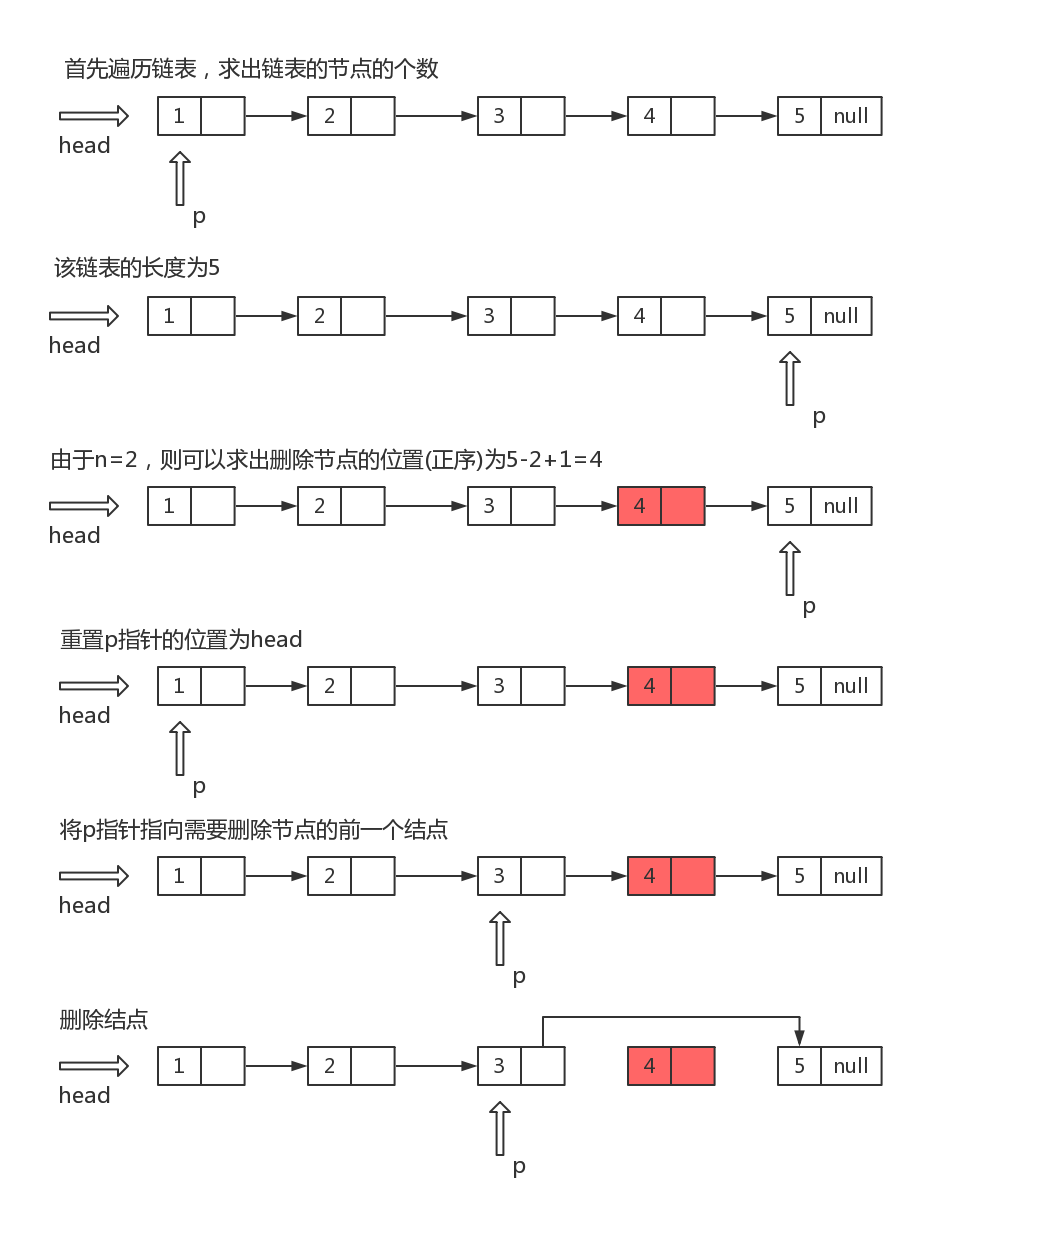 首先遍历链表，求出链表的节点的个数
1 2 3 4 5 null
head
p
该链表的长度为5
1 2 3 4 5 null
head
p
由于n=2，则可以求出删除节点的位置(正序)为5-2+1=4
1 2 3 4 5 null
head
p
重置p指针的位置为head
1 2 3 4 5 null
head
p
将p指针指向需要删除节点的前一个结点
1 2 3 4 5 null
head
p
删除结点
1 2 3 4 5 null
head
p